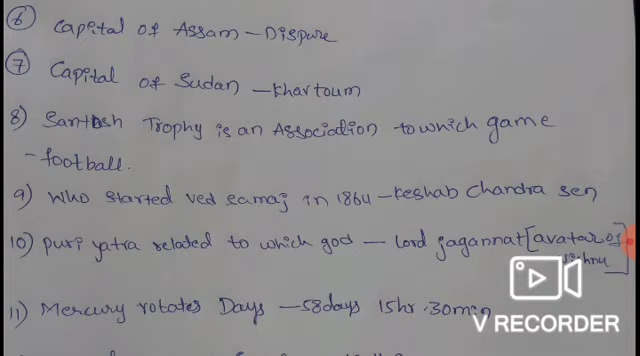 6) Capital of Assam - Dispure
7) Capital of Sudan - Khartoum
8) Santosh Trophy is an Association to which game
- football.
9) Who started ved samaj in 1864 - Keshab Chandra sen
10) Puri yatra related to which god - Lord jagannat [avatar of
vishnu]
11) Mercury rotates Days - 58days 15hr 30min
V RECORDER